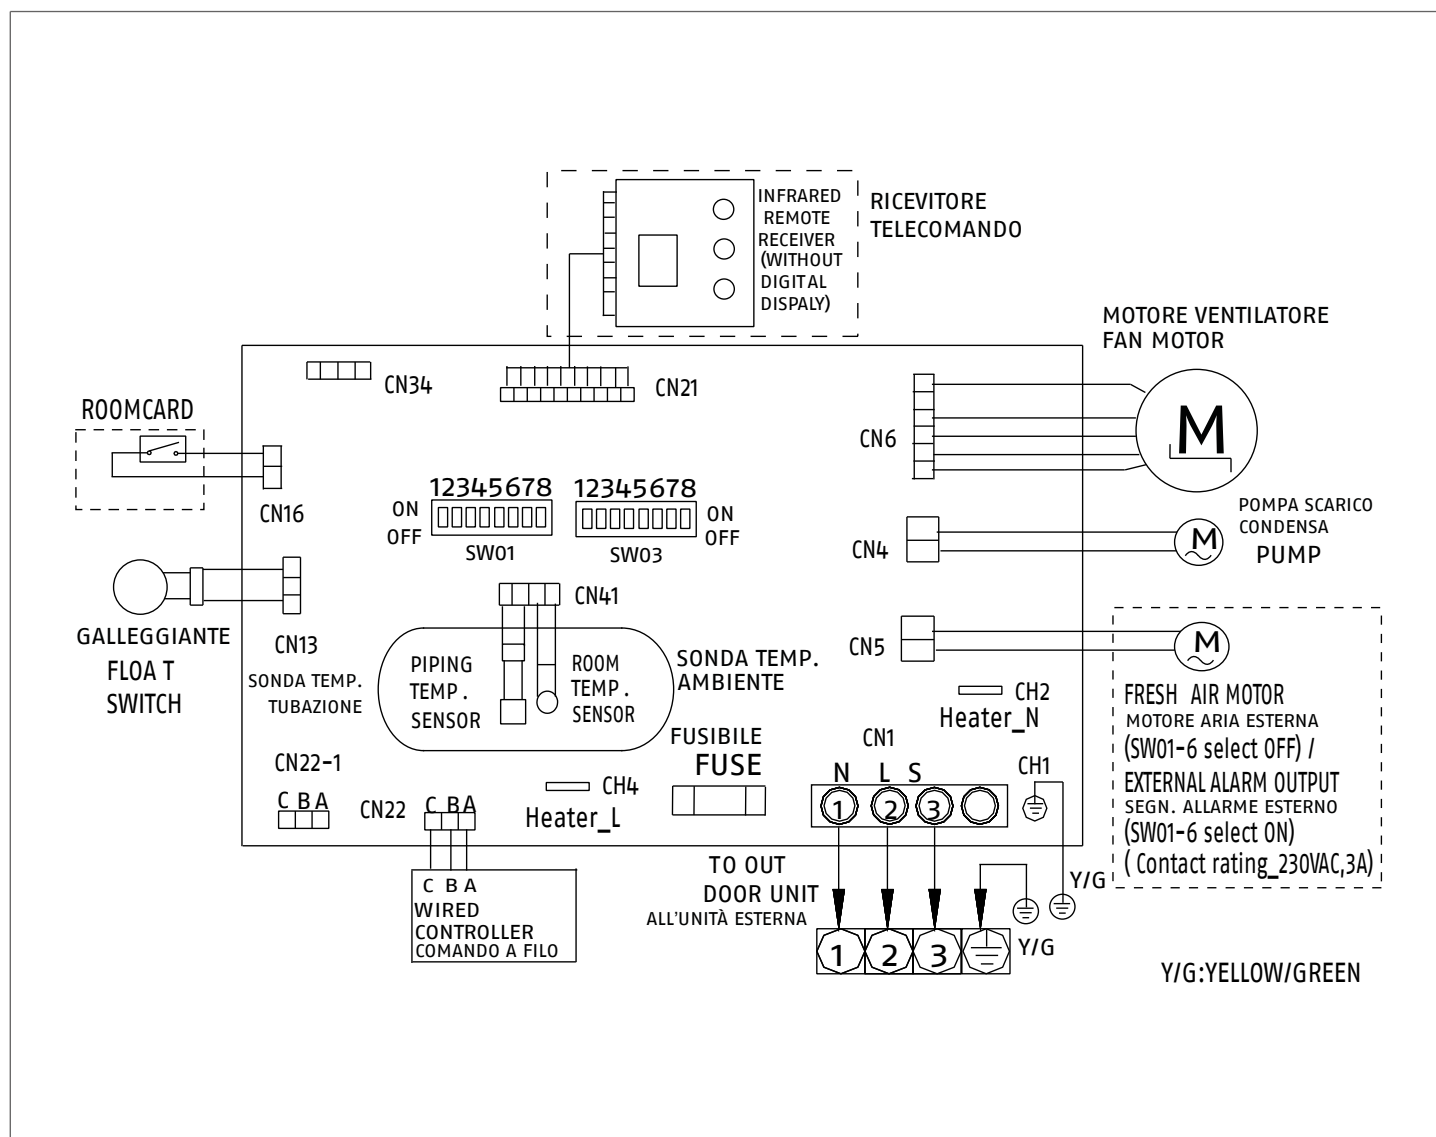 INFRARED
REMOTE
RECEIVER
(WITHOUT
DIGITAL
DISPALY)
RICEVITORE
TELECOMANDO
MOTORE VENTILATORE
FAN MOTOR
M
CN34
CN21
CN6
ROOMCARD
CN16
12345678
ON
OFF
SW01
12345678
ON
OFF
SW03
CN4
M
POMPA SCARICO
CONDENSA
PUMP
CN41
GALLEGGIANTE
FLOA T
SWITCH
CN13
SONDA TEMP.
TUBAZIONE
PIPING
TEMP.
SENSOR
ROOM
TEMP.
SENSOR
SONDA TEMP.
AMBIENTE
CN5
M
CH2
Heater_N
FRESH AIR MOTOR
MOTORE ARIA ESTERNA
(SW01-6 select OFF) /
EXTERNAL ALARM OUTPUT
SEGN. ALLARME ESTERNO
(SW01-6 select ON)
( Contact rating_230VAC,3A)
FUSIBILE
FUSE
CN1
N L S
1 2 3
CH1
CN22-1
C B A
CN22
C B A
CH4
Heater_L
C B A
WIRED
CONTROLLER
COMANDO A FILO
TO OUT
DOOR UNIT
ALL'UNITÀ ESTERNA
Y/G
Y/G
1 2 3
Y/G:YELLOW/GREEN